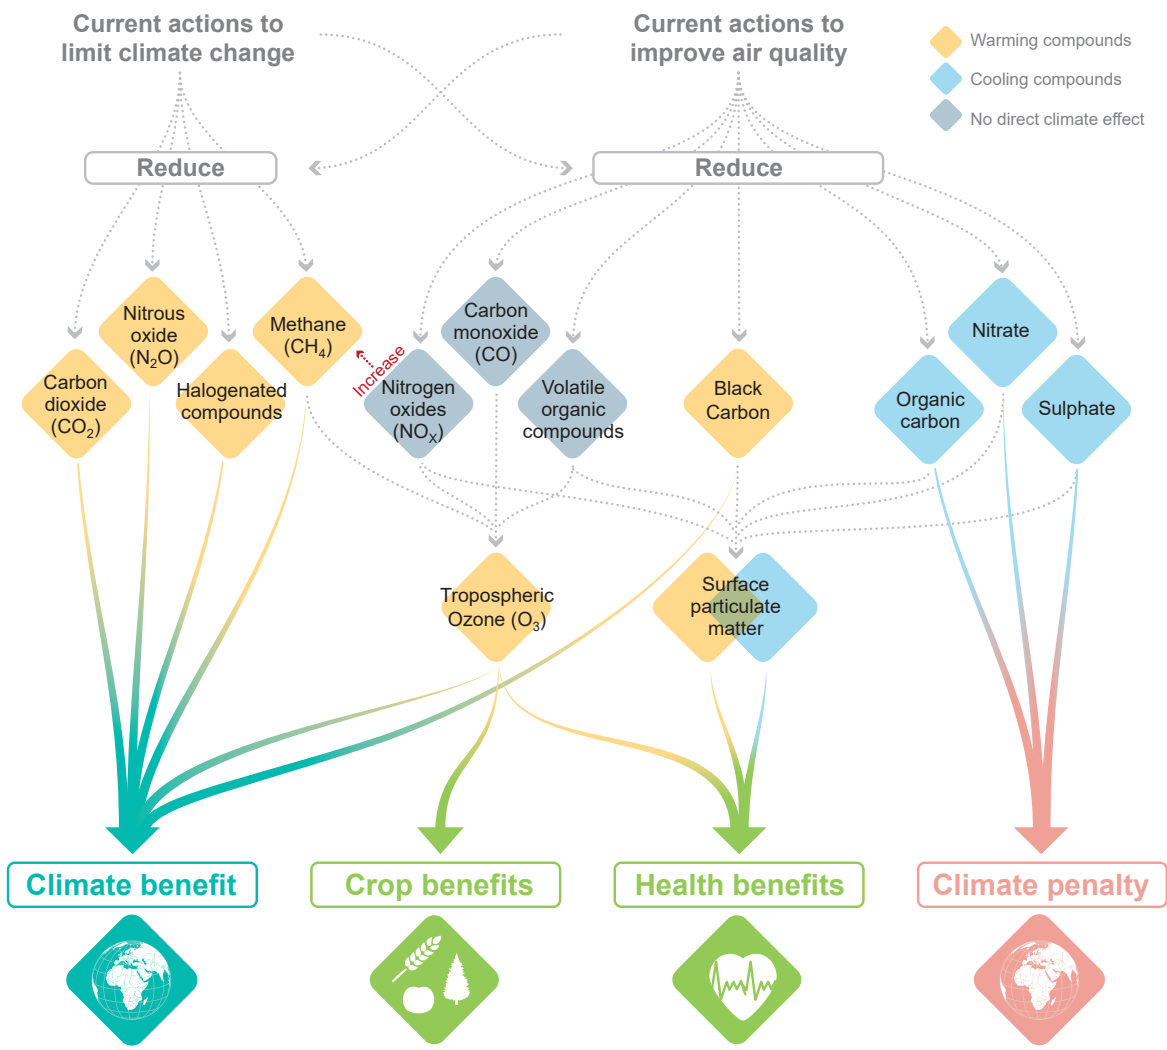 Current actions to
limit climate change
Current actions to
improve air quality
Warming compounds
Cooling compounds
No direct climate effect
Reduce
Reduce
Nitrous
oxide
(N₂O)
Methane
(CH₄)
Carbon
monoxide
(CO)
Nitrate
Increase
Carbon
dioxide
(CO₂)
Halogenated
compounds
Nitrogen
oxides
(NOₓ)
Volatile
organic
compounds
Black
Carbon
Organic
carbon
Sulphate
Tropospheric
Ozone (O₃)
Surface
particulate
matter
Climate benefit
Crop benefits
Health benefits
Climate penalty